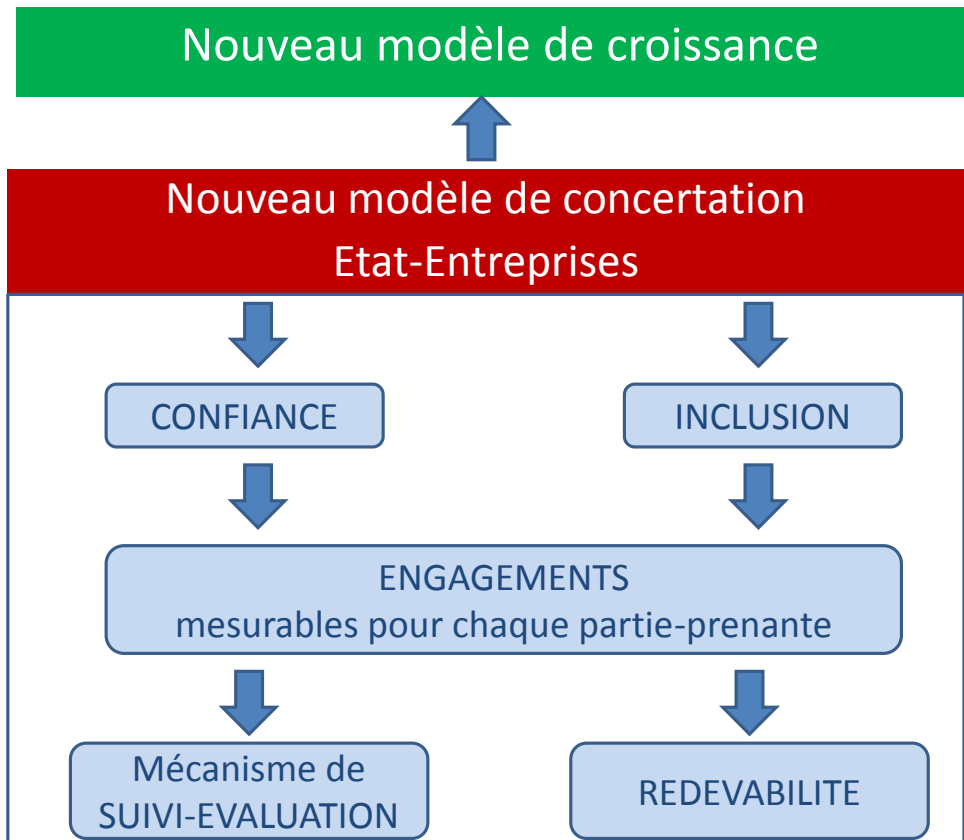 Nouveau modèle de croissance
Nouveau modèle de concertation
Etat-Entreprises
CONFIANCE
INCLUSION
ENGAGEMENTS
mesurables pour chaque partie-prenante
Mécanisme de
SUIVI-EVALUATION
REDEVABILITE